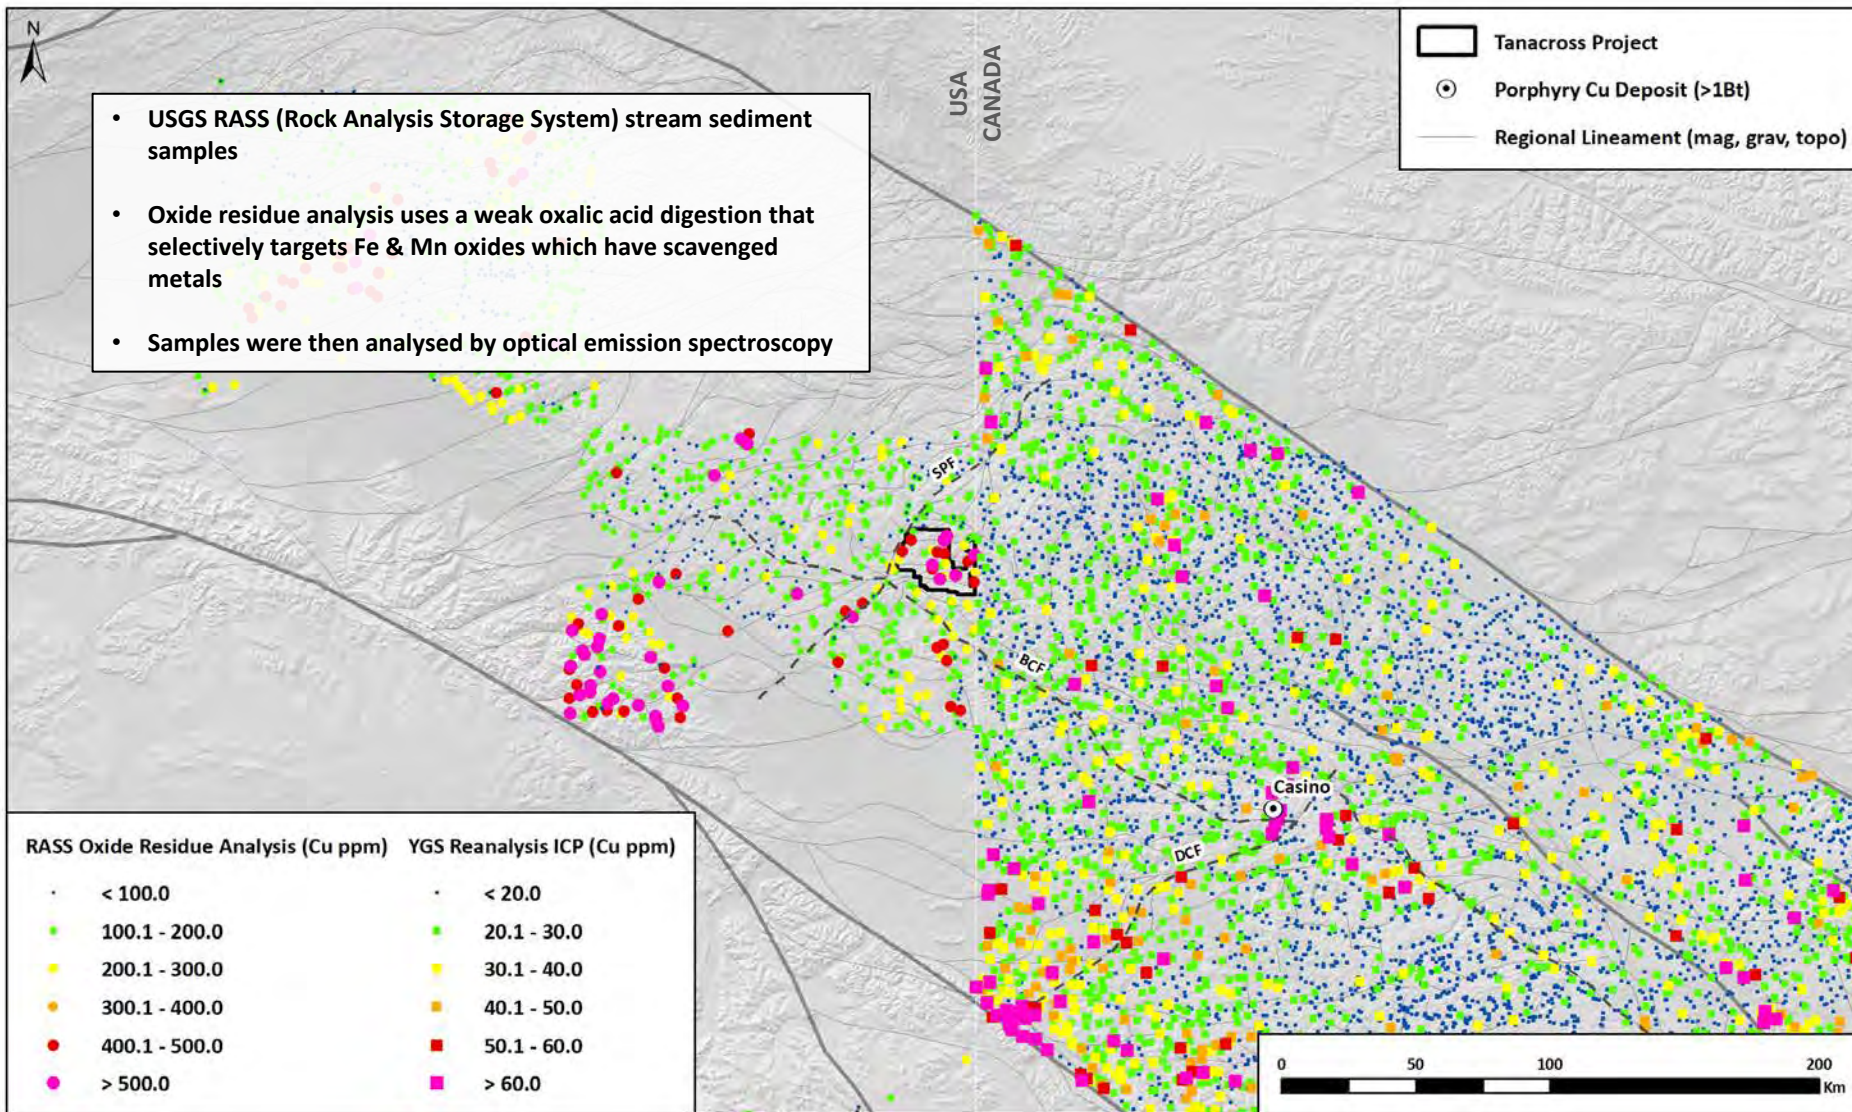 N
• USGS RASS (Rock Analysis Storage System) stream sediment
samples
• Oxide residue analysis uses a weak oxalic acid digestion that
selectively targets Fe & Mn oxides which have scavenged
metals
• Samples were then analysed by optical emission spectroscopy
USA
CANADA
Tanacross Project
Porphyry Cu Deposit (>1Bt)
Regional Lineament (mag, grav, topo)
SPF
BCF
Casino
DCF
RASS Oxide Residue Analysis (Cu ppm)
< 100.0
100.1 - 200.0
200.1 - 300.0
300.1 - 400.0
400.1 - 500.0
> 500.0
YGS Reanalysis ICP (Cu ppm)
< 20.0
20.1 - 30.0
30.1 - 40.0
40.1 - 50.0
50.1 - 60.0
> 60.0
0 50 100 200
Km